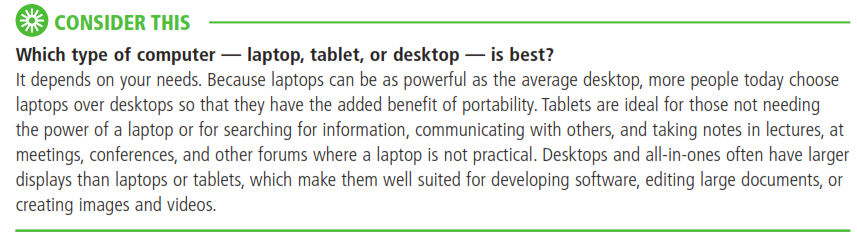 CONSIDER THIS
Which type of computer — laptop, tablet, or desktop — is best?
It depends on your needs. Because laptops can be as powerful as the average desktop, more people today choose
laptops over desktops so that they have the added benefit of portability. Tablets are ideal for those not needing
the power of a laptop or for searching for information, communicating with others, and taking notes in lectures, at
meetings, conferences, and other forums where a laptop is not practical. Desktops and all-in-ones often have larger
displays than laptops or tablets, which make them well suited for developing software, editing large documents, or
creating images and videos.